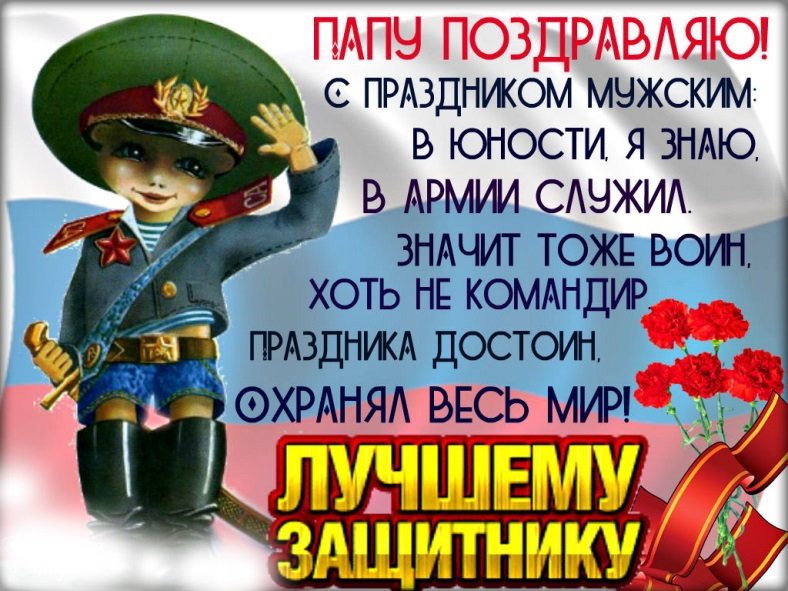 ПАПУ ПОЗДРАВЛЯЮ!
С ПРАЗДНИКОМ МУЖСКИМ:
В ЮНОСТИ, Я ЗНАЮ,
В АРМИИ СЛУЖИЛ.
ЗНАЧИТ ТОЖЕ ВОИН,
ХОТЬ НЕ КОМАНДИР
ПРАЗДНИКА ДОСТОИН,
ОХРАНЯЛ ВЕСЬ МИР!
ЛУЧШЕМУ
ЗАЩИТНИКУ
СА